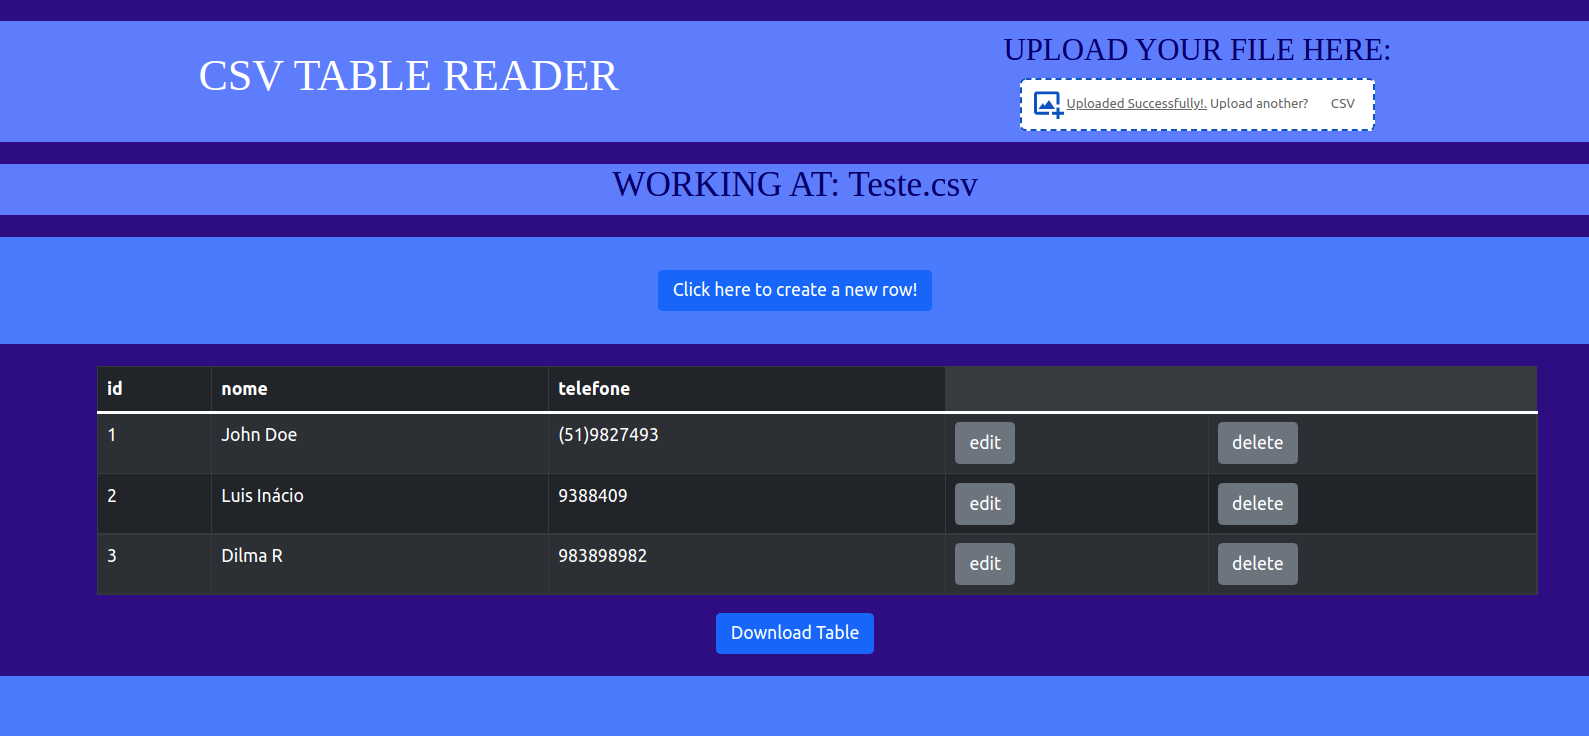 CSV TABLE READER
UPLOAD YOUR FILE HERE:
Uploaded Successfully!. Upload another? CSV
WORKING AT: Teste.csv
Click here to create a new row!
id nome telefone
1 John Doe (51)9827493 edit delete
2 Luis Inácio 9388409 edit delete
3 Dilma R 983898982 edit delete
Download Table